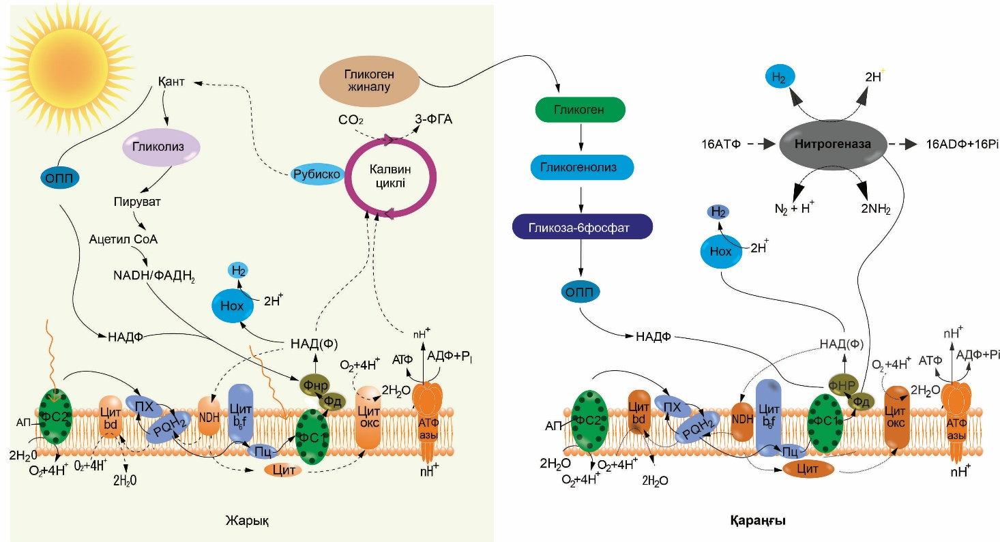 Қант
Гликоген
жиналу
CO₂
3-ФГА
Гликолиз
ОПП
Рубиско
Калвин
циклі
Пируват
Ацетил CoA
NADH/ФАДН₂
H₂
Hox
2H⁺
НАДФ
НАД(Ф)
nH⁺
O₂+4H⁺
АТФ
АДФ+Pᵢ
Фнр
Фд
2H₂O
ФС2
АП
Цит
bd
ПХ
PQH₂
NDH
Цит
b₆f
Пц
ФС1
Цит
окс
АТФ
азы
Цит
2H₂0
O₂+4H⁺
0₂+4H⁺
2H₂0
nH⁺
Жарық
Гликоген
Гликогенолиз
Гликоза-6фосфат
ОПП
НАДФ
H₂
2H⁺
16АТФ
Нитрогеназа
16АDФ+16Pi
N₂ + H⁺
2NH₂
H₂
Hox
2H⁺
НАД(Ф)
nH⁺
O₂+4H⁺
АТФ
АДФ+Pi
ФНР
Фд
2H₂O
ФС2
АП
Цит
bd
ПХ
PQH₂
NDH
Цит
b₆f
Пц
ФС1
Цит
окс
АТФ
азы
Цит
2H₂O
O₂+4H⁺
O₂+4H⁺
2H₂O
nH⁺
Қараңғы